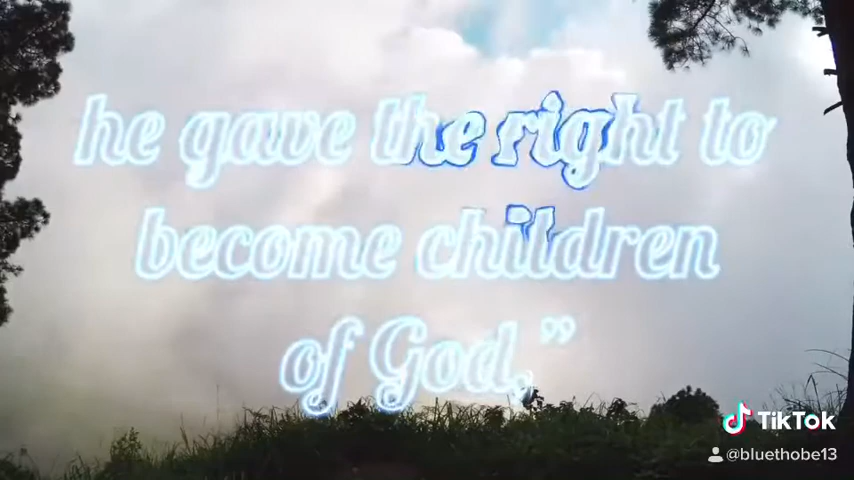 he gave the right to
become children
of God,”
TikTok
@bluethobe13